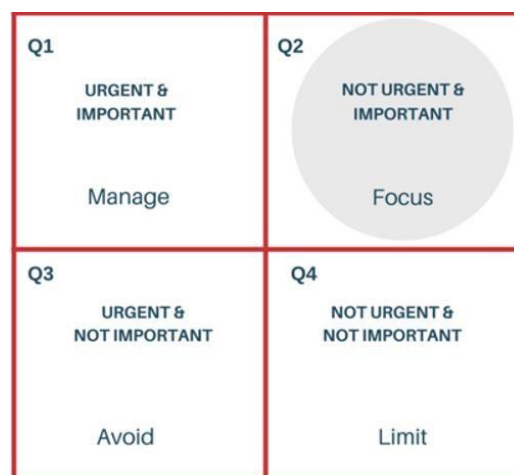 Q1
URGENT &
IMPORTANT
Manage
Q2
NOT URGENT &
IMPORTANT
Focus
Q3
URGENT &
NOT IMPORTANT
Avoid
Q4
NOT URGENT &
NOT IMPORTANT
Limit